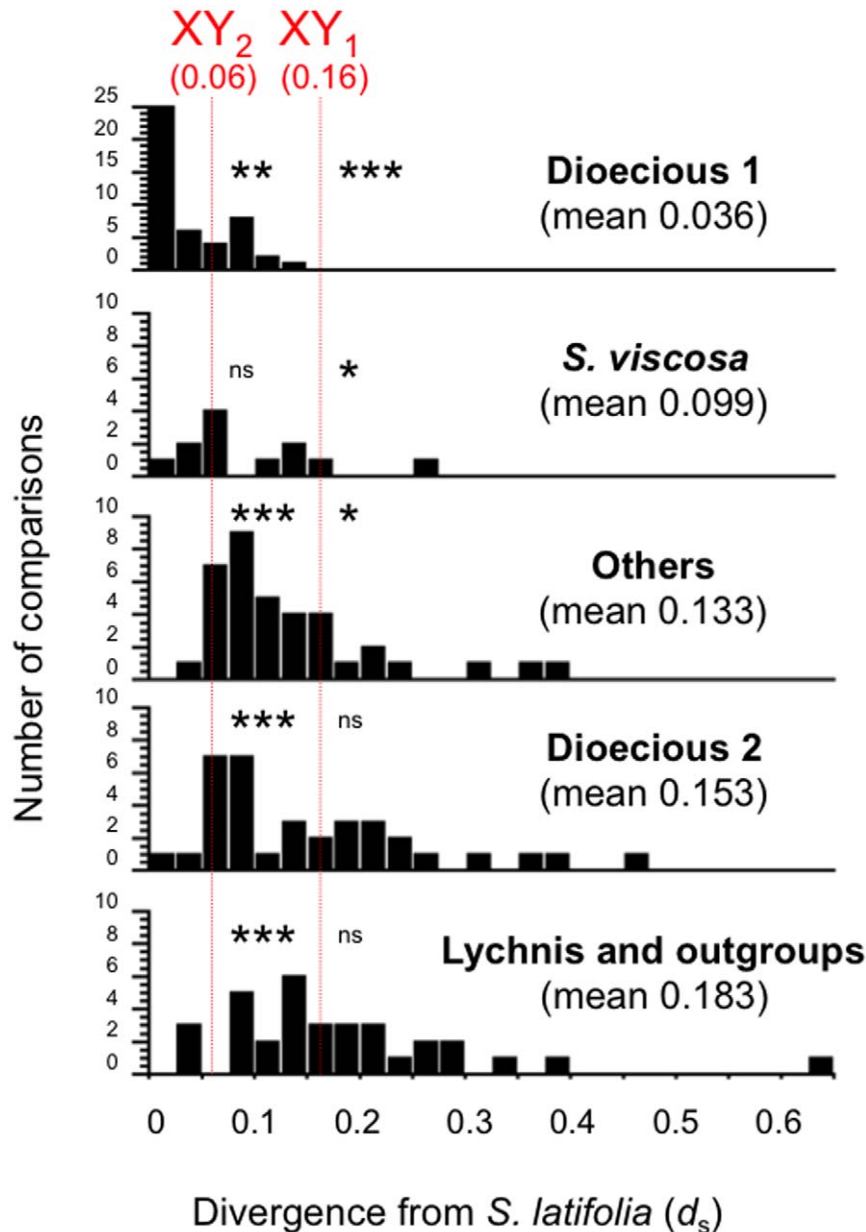 XY2 XY1
(0.06) (0.16)
25
20
15
10
5
0
** ***
Dioecious 1
(mean 0.036)
10
8
6
4
2
0
ns *
S. viscosa
(mean 0.099)
10
8
6
4
2
0
*** *
Others
(mean 0.133)
10
8
6
4
2
0
*** ns
Dioecious 2
(mean 0.153)
10
8
6
4
2
0
*** ns
Lychnis and outgroups
(mean 0.183)
0 0.1 0.2 0.3 0.4 0.5 0.6
Number of comparisons
Divergence from S. latifolia (ds)